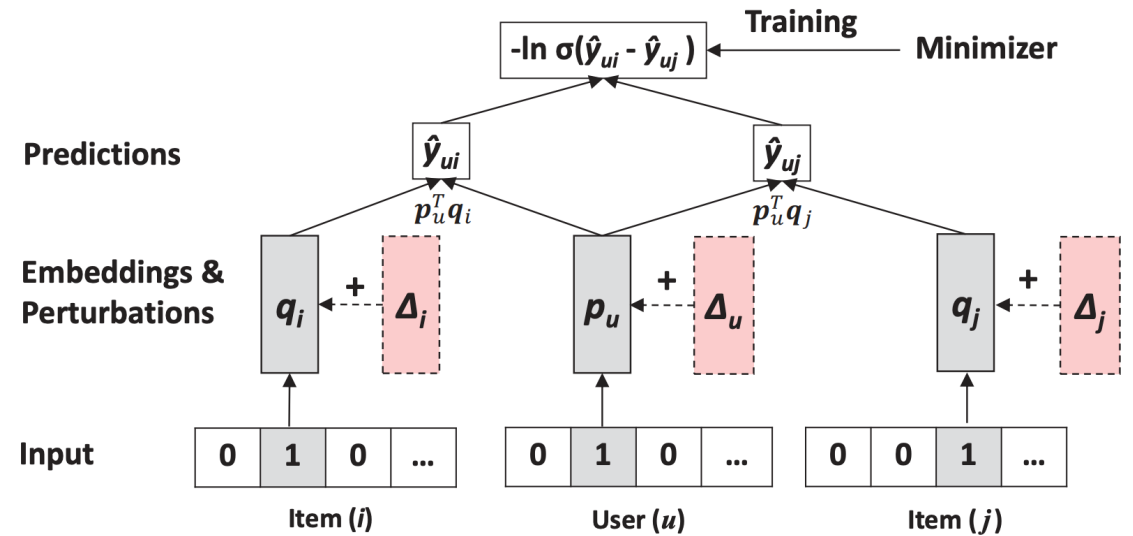 Training
-ln σ(ŷui - ŷuj )
Minimizer
Predictions
ŷui
ŷuj
p_u^T q_i
p_u^T q_j
Embeddings &
Perturbations
qi
+
Δi
pu
+
Δu
qj
+
Δj
Input
0 1 0 ...
0 1 0 ...
0 0 1 ...
Item (i)
User (u)
Item (j)